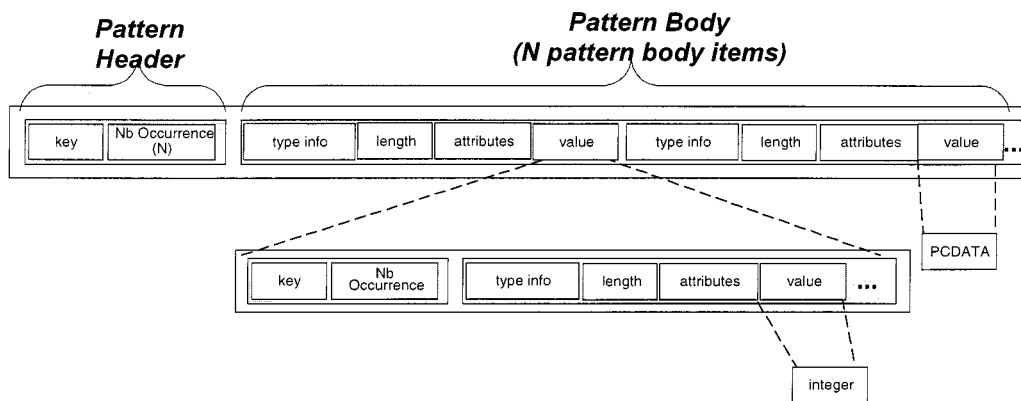 Pattern
Header
Pattern Body
(N pattern body items)
key
Nb Occurrence
(N)
type info
length
attributes
value
type info
length
attributes
value
...
PCDATA
key
Nb
Occurrence
type info
length
attributes
value
...
integer